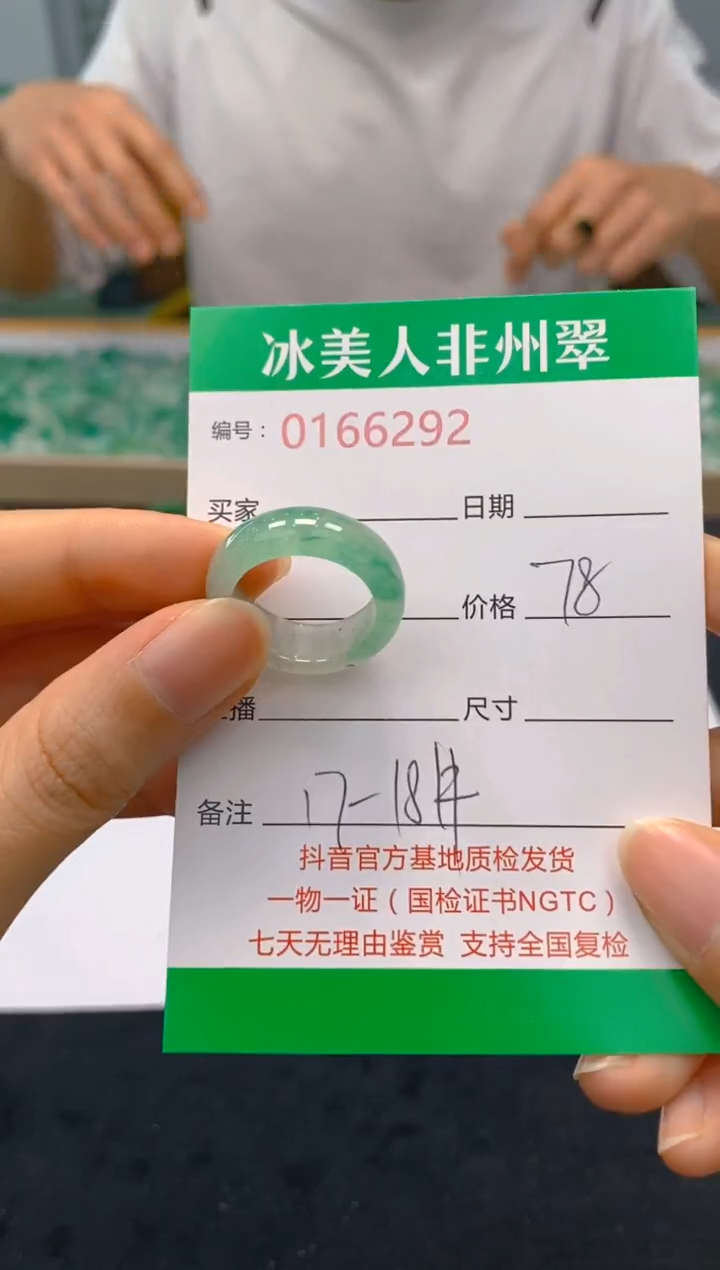 冰美人非州翠
编号：0166292
买家 日期
价格 78
播 尺寸
备注 17-18
抖音官方基地质检发货
一物一证（国检证书NGTC）
七天无理由鉴赏 支持全国复检